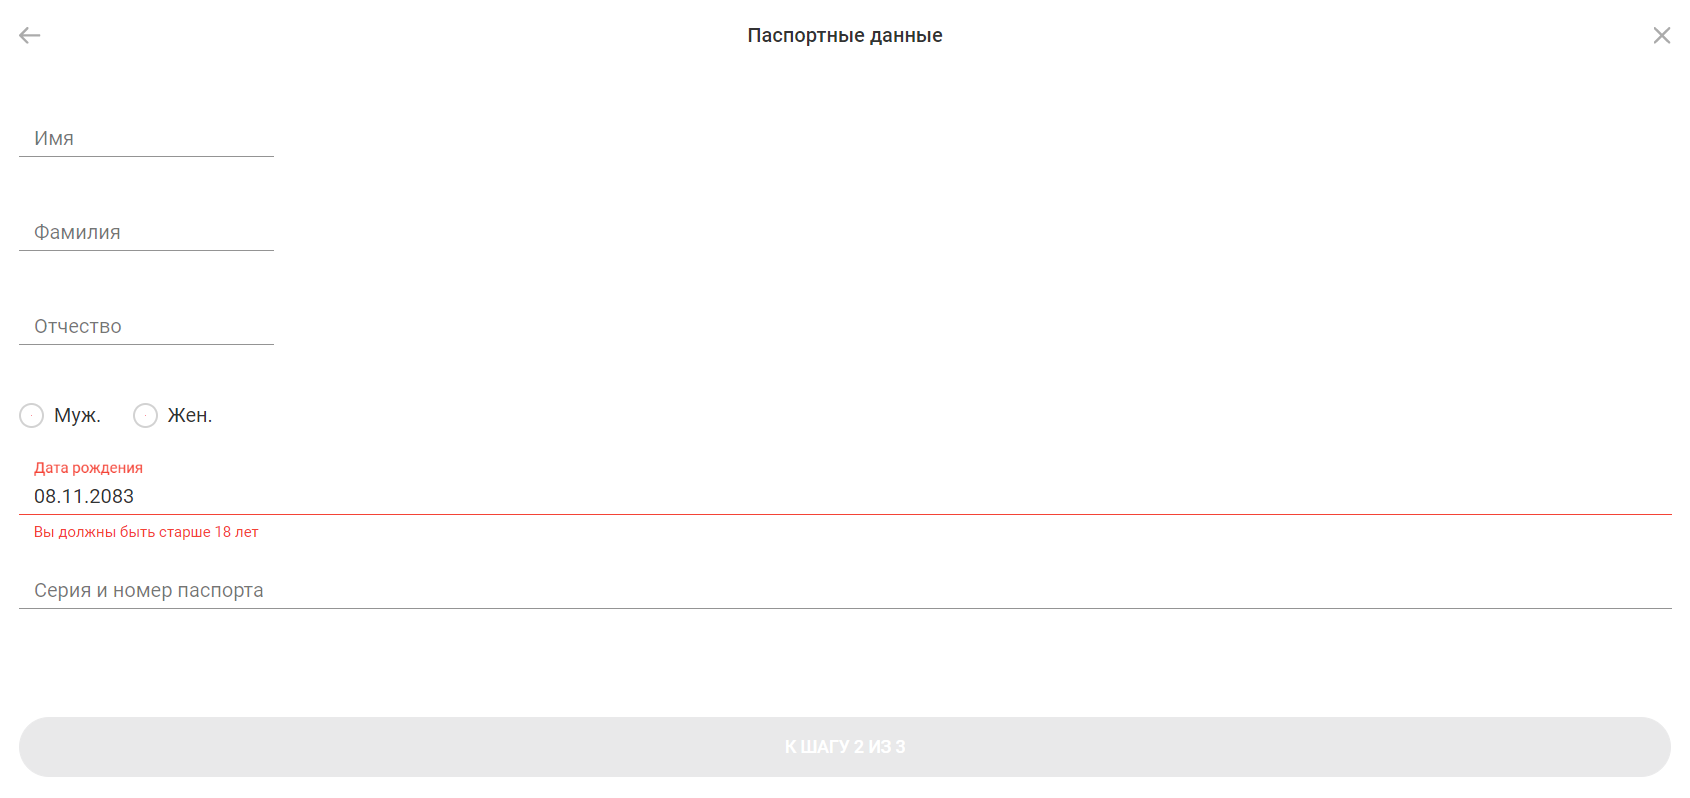 Паспортные данные
Имя
Фамилия
Отчество
Муж. Жен.
Дата рождения
08.11.2083
Вы должны быть старше 18 лет
Серия и номер паспорта
К ШАГУ 2 ИЗ 3